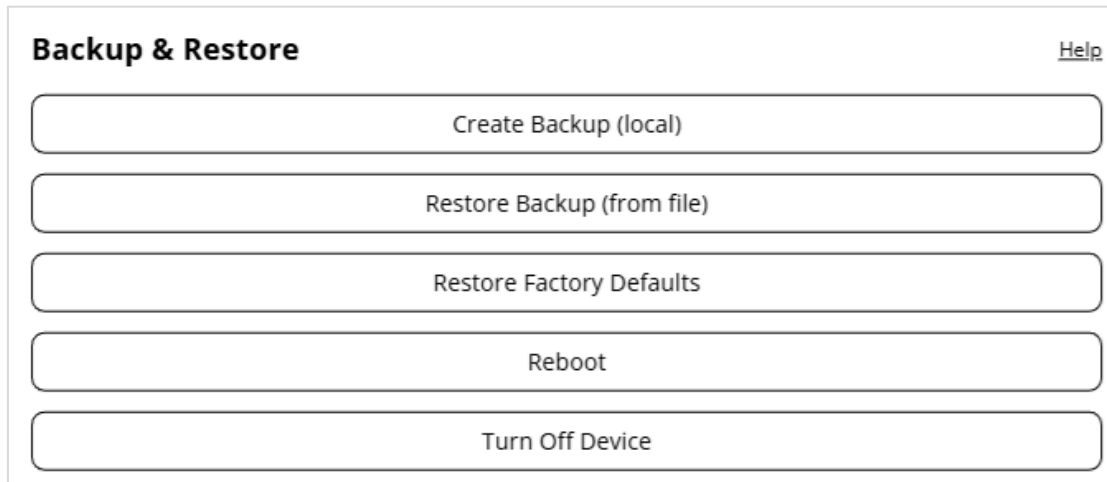 Backup & Restore
Help
Create Backup (local)
Restore Backup (from file)
Restore Factory Defaults
Reboot
Turn Off Device